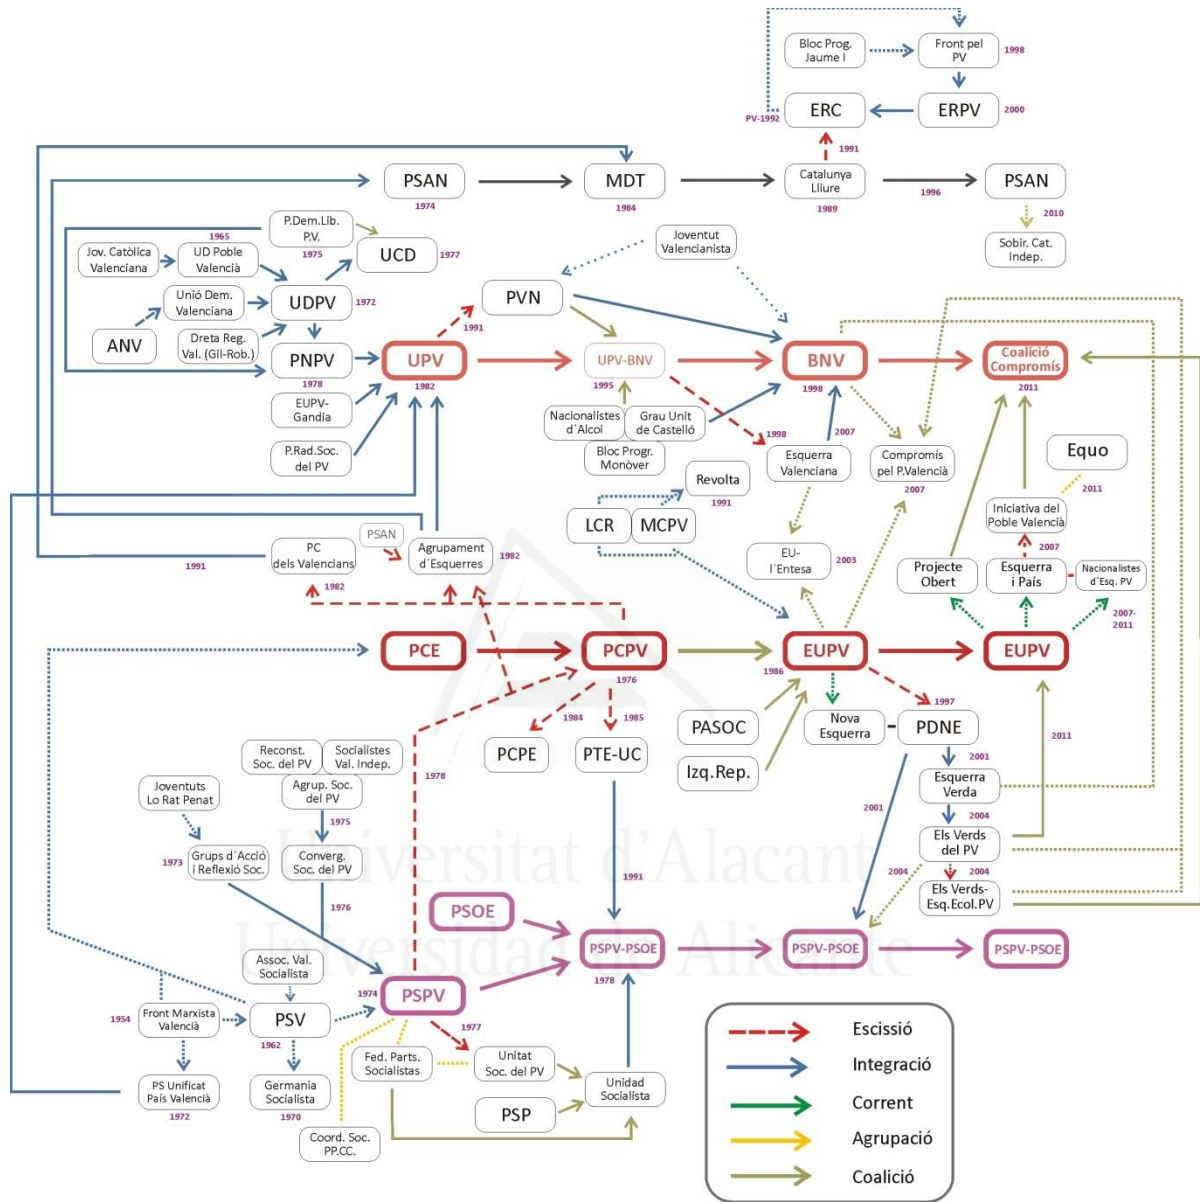 Bloc Prog.
Jaume I
Front pel
PV
1998
PV-1992
ERC
ERPV
2000
1991
PSAN
1974
MDT
1984
Catalunya
Lliure
1989
1996
PSAN
2010
Sobir. Cat.
Indep.
1965
P.Dem.Lib.
P.V.
1975
Jov. Catòlica
Valenciana
UD Poble
Valencià
UCD
1977
Joventut
Valencianista
Unió Dem.
Valenciana
UDPV
1972
PVN
1991
ANV
Dreta Reg.
Val. (Gil-Rob.)
PNPV
1978
UPV
1982
UPV-BNV
1995
BNV
1998
Coalició
Compromís
2011
EUPV-
Gandia
P.Rad.Soc.
del PV
Nacionalistes
d´Alcoi
Grau Unit
de Castelló
Bloc Progr.
Monòver
1998
2007
Esquerra
Valenciana
Compromís
pel P.Valencià
2007
Equo
2011
Revolta
1991
LCR
MCPV
Iniciativa del
Poble Valencià
2007
1991
PC
dels Valencians
1982
PSAN
Agrupament
d´Esquerres
1982
EU-
l´Entesa
2003
Projecte
Obert
Esquerra
i País
Nacionalistes
d´Esq. PV
2007-
2011
PCE
PCPV
1976
EUPV
1986
EUPV
1984
1985
1997
PCPE
PTE-UC
PASOC
Izq.Rep.
Nova
Esquerra
PDNE
2011
1978
Reconst.
Soc. del PV
Socialistes
Val. Indep.
Agrup. Soc.
del PV
1975
Joventuts
Lo Rat Penat
2001
Esquerra
Verda
2001
2004
1973
Grups d´Acció
i Reflexió Soc.
Converg.
Soc. del PV
1976
Els Verds
del PV
2004
2004
Els Verds-
Esq.Ecol.PV
1991
Universitat d'Alacant
Universidad de Alicante
PSOE
PSPV-PSOE
1978
PSPV-PSOE
PSPV-PSOE
Assoc. Val.
Socialista
1974
PSPV
1954
Front Marxista
Valencià
PSV
1962
1977
PS Unificat
País Valencià
1972
Germania
Socialista
1970
Fed. Parts.
Socialistas
Unitat
Soc. del PV
PSP
Unidad
Socialista
Coord. Soc.
PP.CC.
Escissió
Integració
Corrent
Agrupació
Coalició